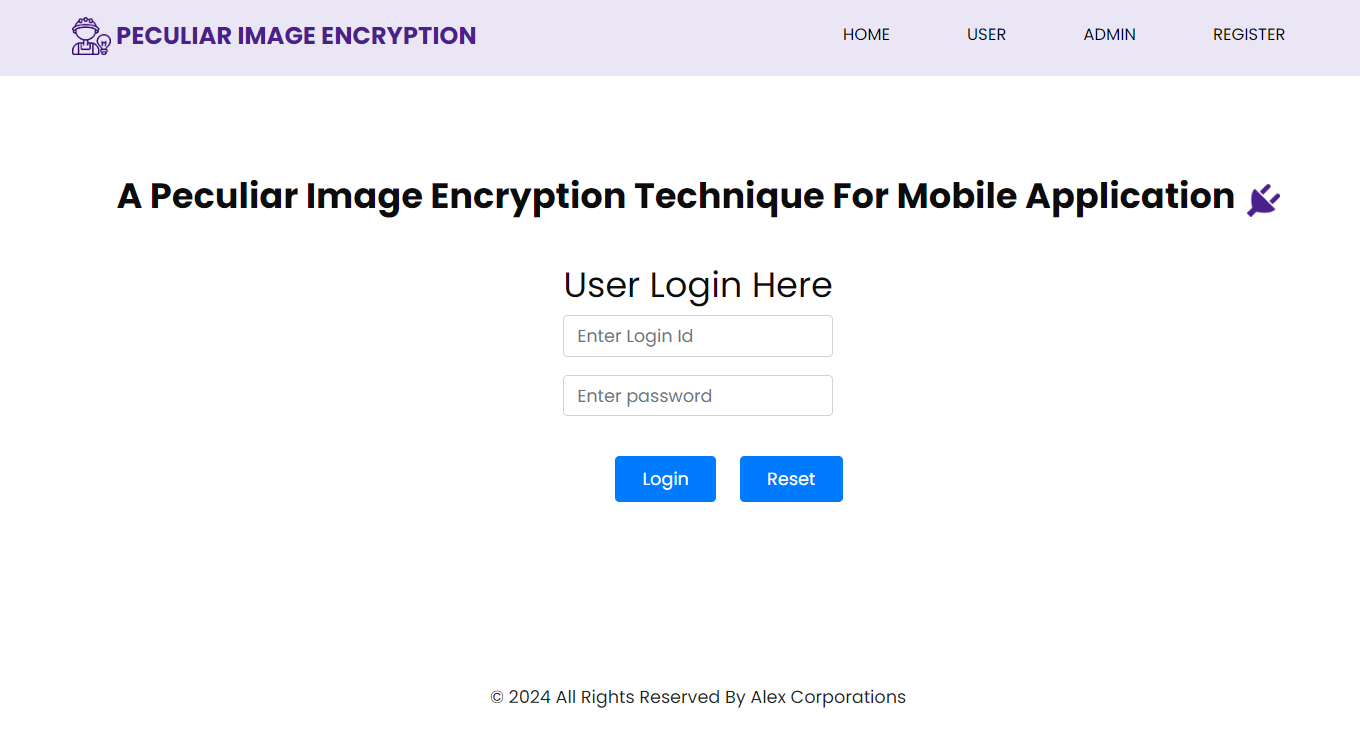 PECULIAR IMAGE ENCRYPTION
HOME USER ADMIN REGISTER
A Peculiar Image Encryption Technique For Mobile Application
User Login Here
Enter Login Id
Enter password
Login Reset
© 2024 All Rights Reserved By Alex Corporations